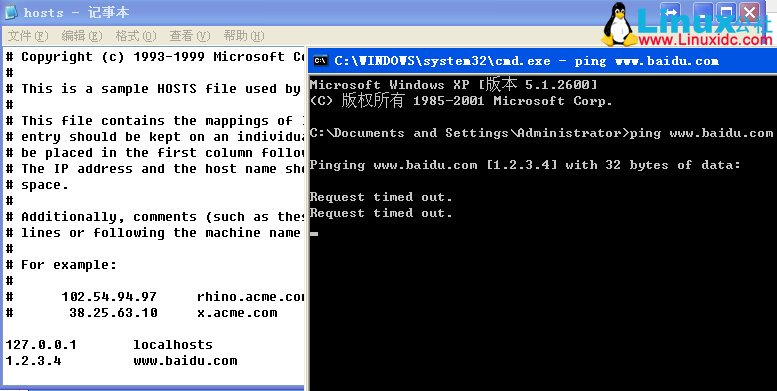 hosts - 记事本
文件(F) 编辑(E) 格式(O) 查看(V) 帮助(H)
# Copyright (c) 1993-1999 Microsoft Co
#
# This is a sample HOSTS file used by
#
# This file contains the mappings of
# entry should be kept on an individua
# be placed in the first column follow
# The IP address and the host name sho
# space.
#
# Additionally, comments (such as thes
# lines or following the machine name
#
# For example:
#
# 102.54.94.97 rhino.acme.com
# 38.25.63.10 x.acme.com
127.0.0.1 localhosts
1.2.3.4 www.baidu.com
Linux公社
www.Linuxidc.com
C:\WINDOWS\system32\cmd.exe - ping www.baidu.com
Microsoft Windows XP [版本 5.1.2600]
(C) 版权所有 1985-2001 Microsoft Corp.
C:\Documents and Settings\Administrator>ping www.baidu.com
Pinging www.baidu.com [1.2.3.4] with 32 bytes of data:
Request timed out.
Request timed out.